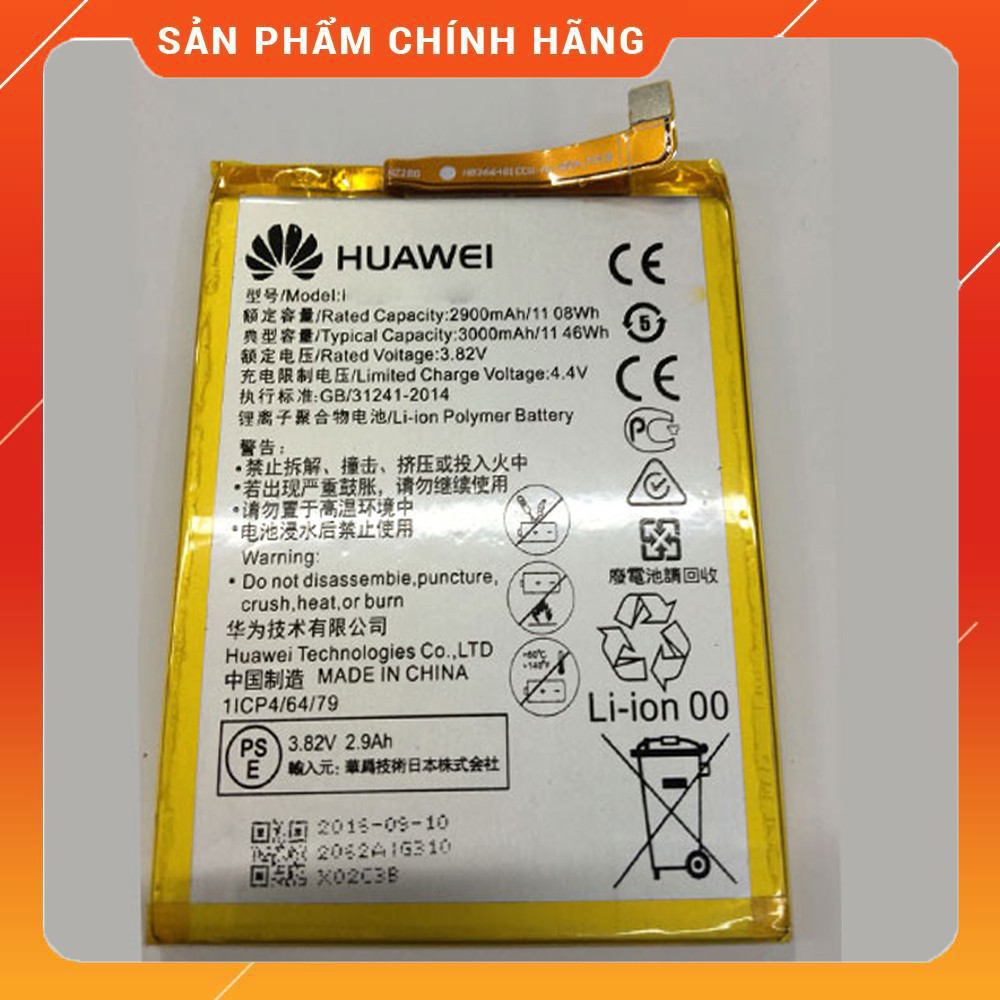 SẢN PHẨM CHÍNH HÃNG
HUAWEI
型号/Model:
額定容量/Rated Capacity:2900mAh/11 08Wh
典型容量/Typical Capacity:3000mAh/11 46Wh
额定电压/Rated Voltage:3.82V
充电限制电压/Limited Charge Voltage:4.4V
执行标准:GB/31241-2014
锂离子聚合物电池/Li-ion Polymer Battery
警告:
•禁止拆解、撞击、挤压或投入火中
•若出现严重鼓胀，请勿继续使用
•请勿置于高温环境中
•电池浸水后禁止使用
Warning:
• Do not disassembie,puncture,
crush,heat,or burn
华为技术有限公司
Huawei Technologies Co.,LTD
中国制造 MADE IN CHINA
1ICP4/64/79
PS
E
3.82V 2.9Ah
輸入元: 華為技術日本株式会社
2016-09-10
2062AIG310
X02C3B
CE
5
CE
PC
廢電池請回收
+60°C
+140°F
Li-ion 00